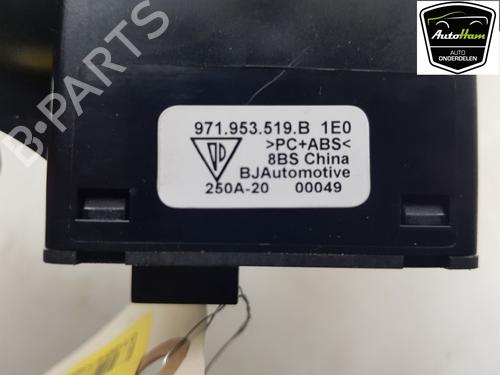 AutoHam
AUTO
ONDERDELEN
B-PARTS
971.953.519.B 1E0
>PC+ABS<
8BS China
BJAutomotive
250A-20 00049